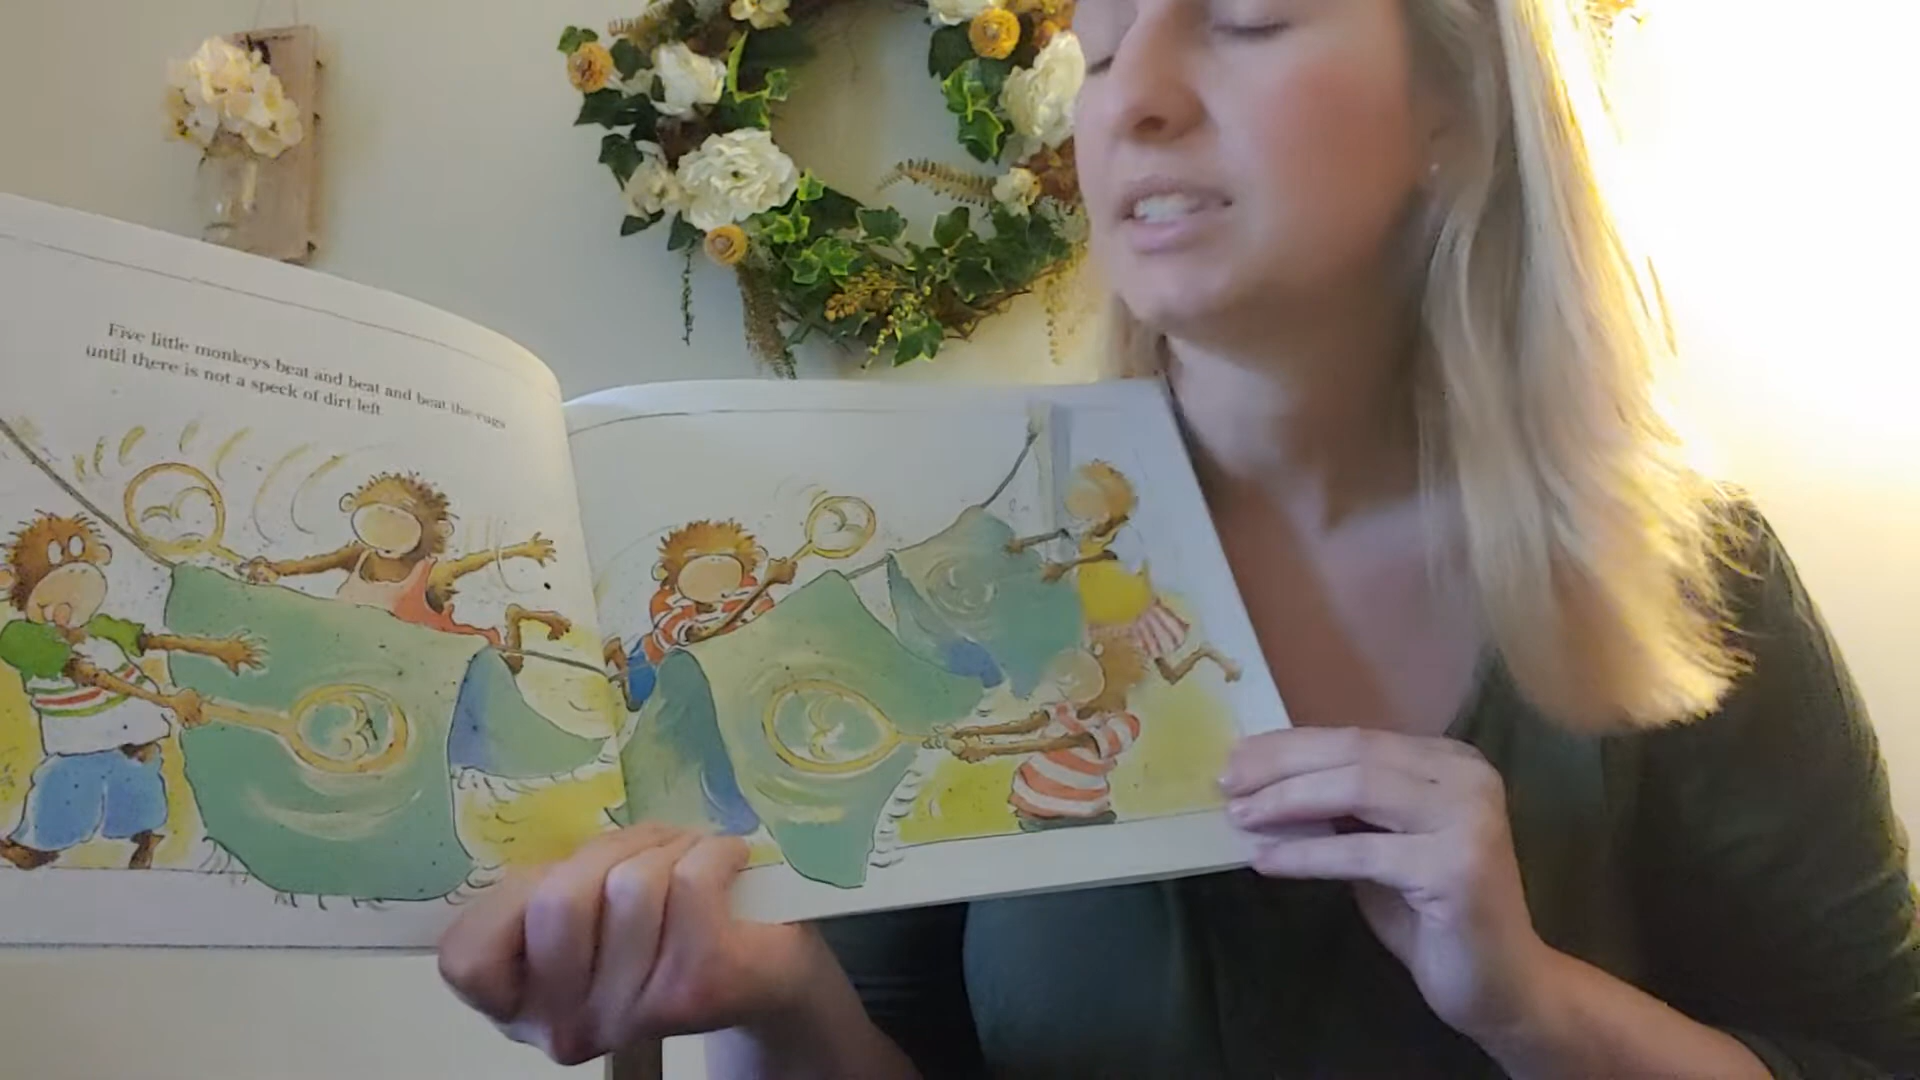 Five little monkeys beat and beat and beat the rugs
until there is not a speck of dirt left.